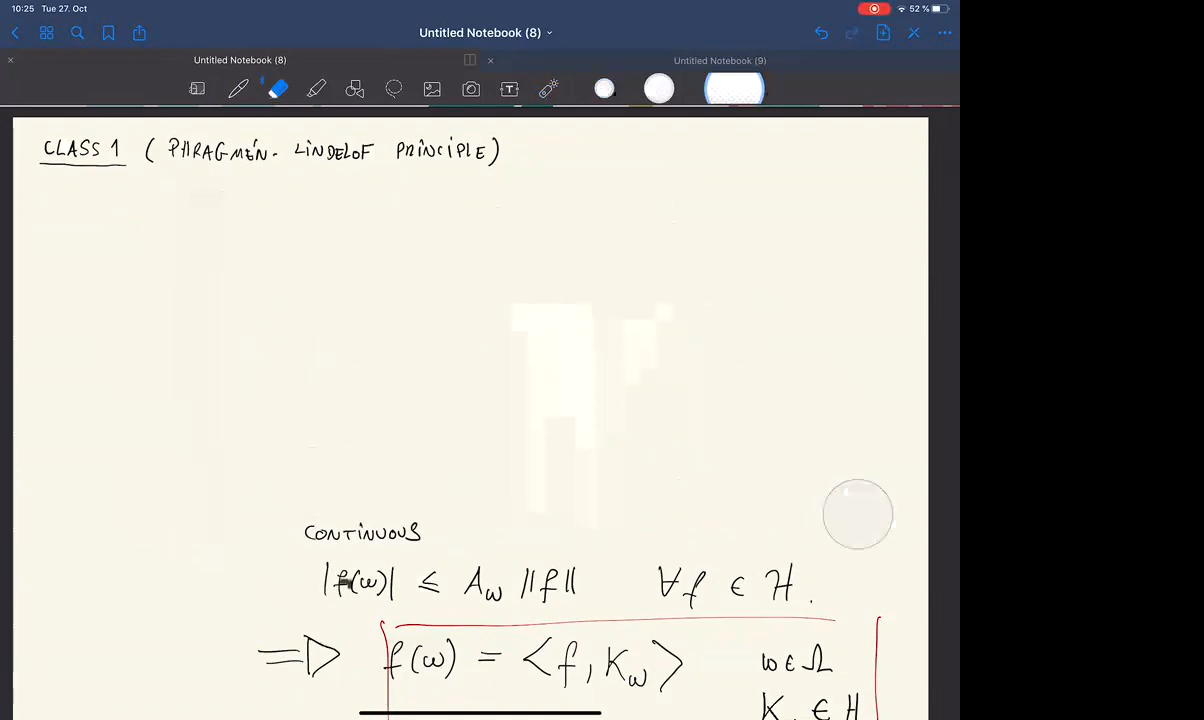 10:25 Tue 27. Oct 52 %
Untitled Notebook (8)
Untitled Notebook (8) Untitled Notebook (9)
CLASS 1 ( PHRAGMÉN- LINDELOF PRINCIPLE)
CONTINUOUS
|f(ω)| ≤ A_ω ‖f‖ ∀f ∈ H.
⇒ f(ω) = <f, K_ω> ω ∈ Ω
K ∈ H